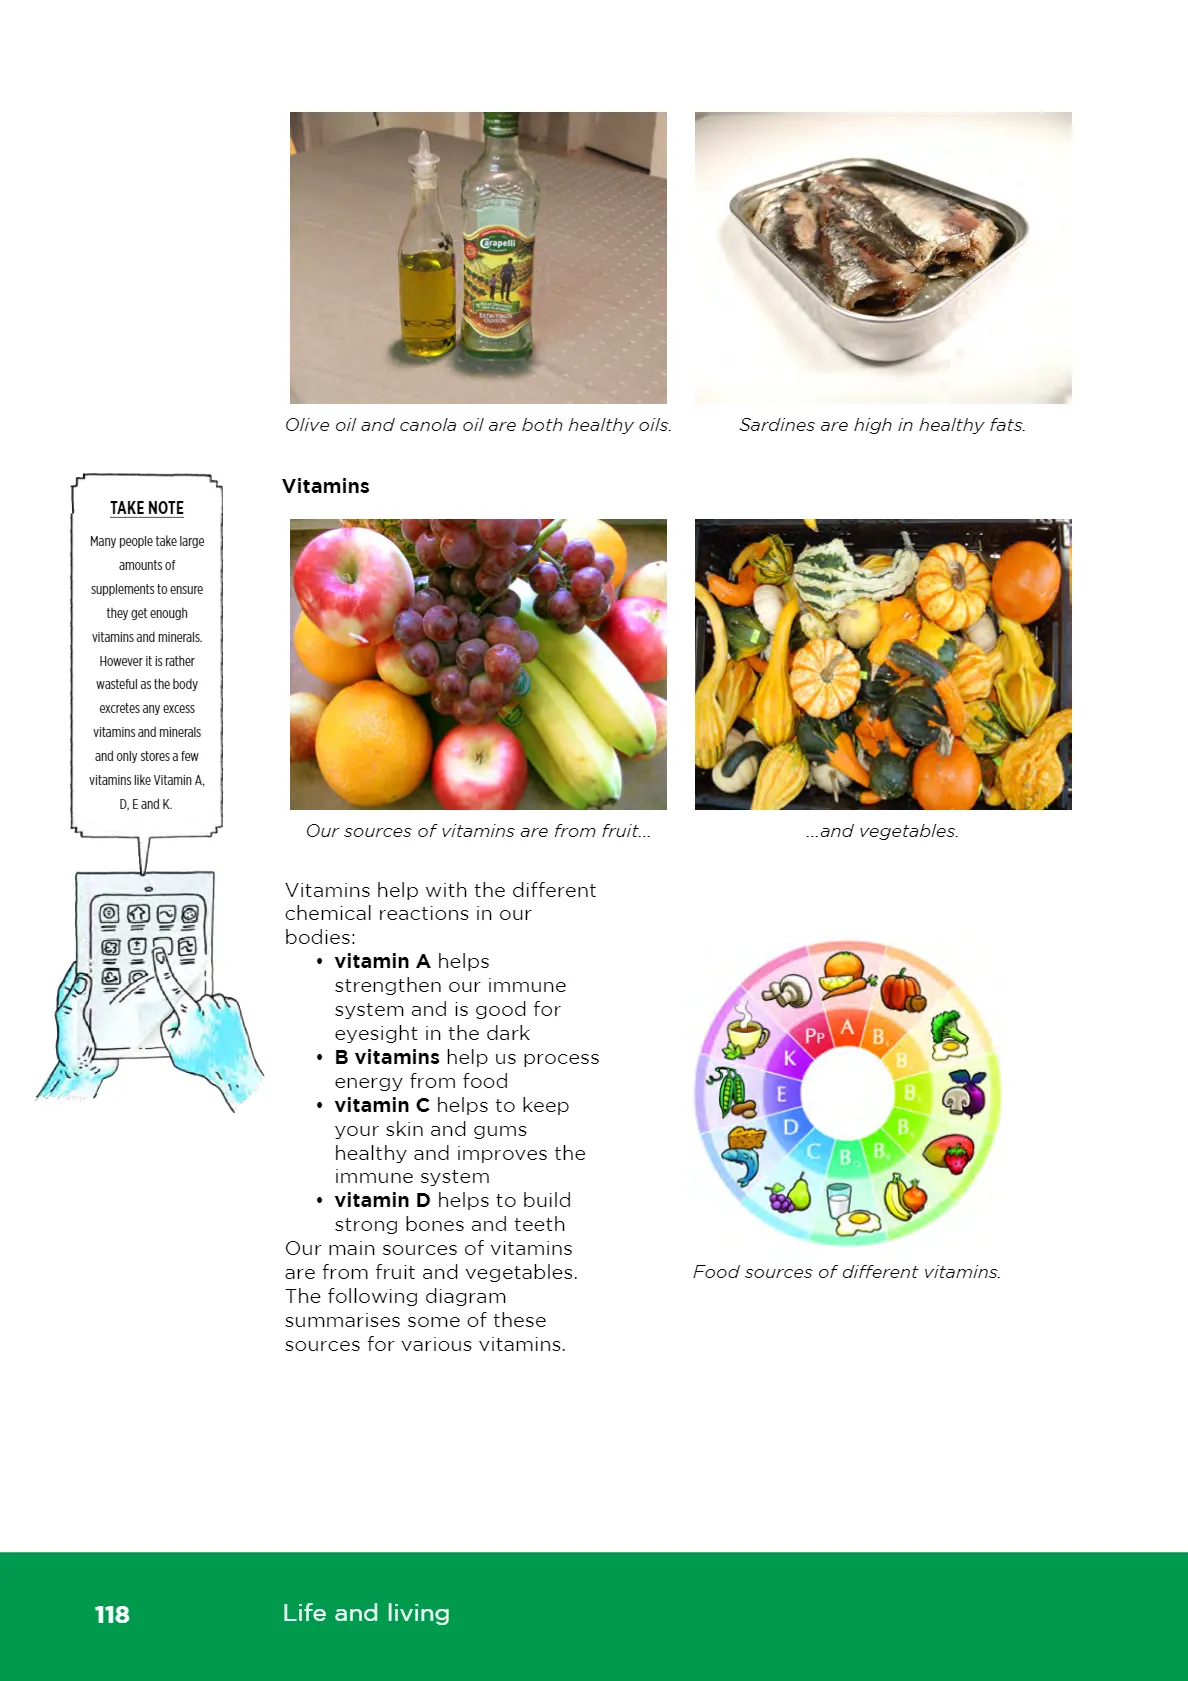 Carapelli
EXTRA VIRGIN
OLIVE OIL
Olive oil and canola oil are both healthy oils.
Sardines are high in healthy fats.
TAKE NOTE
Many people take large
amounts of
supplements to ensure
they get enough
vitamins and minerals.
However it is rather
wasteful as the body
excretes any excess
vitamins and minerals
and only stores a few
vitamins like Vitamin A,
D, E and K.
Vitamins
Our sources of vitamins are from fruit...
...and vegetables.
Vitamins help with the different
chemical reactions in our
bodies:
• vitamin A helps
strengthen our immune
system and is good for
eyesight in the dark
• B vitamins help us process
energy from food
• vitamin C helps to keep
your skin and gums
healthy and improves the
immune system
• vitamin D helps to build
strong bones and teeth
Our main sources of vitamins
are from fruit and vegetables.
The following diagram
summarises some of these
sources for various vitamins.
PP
A
B
B
B
B
B
B
C
D
E
K
Food sources of different vitamins.
118
Life and living